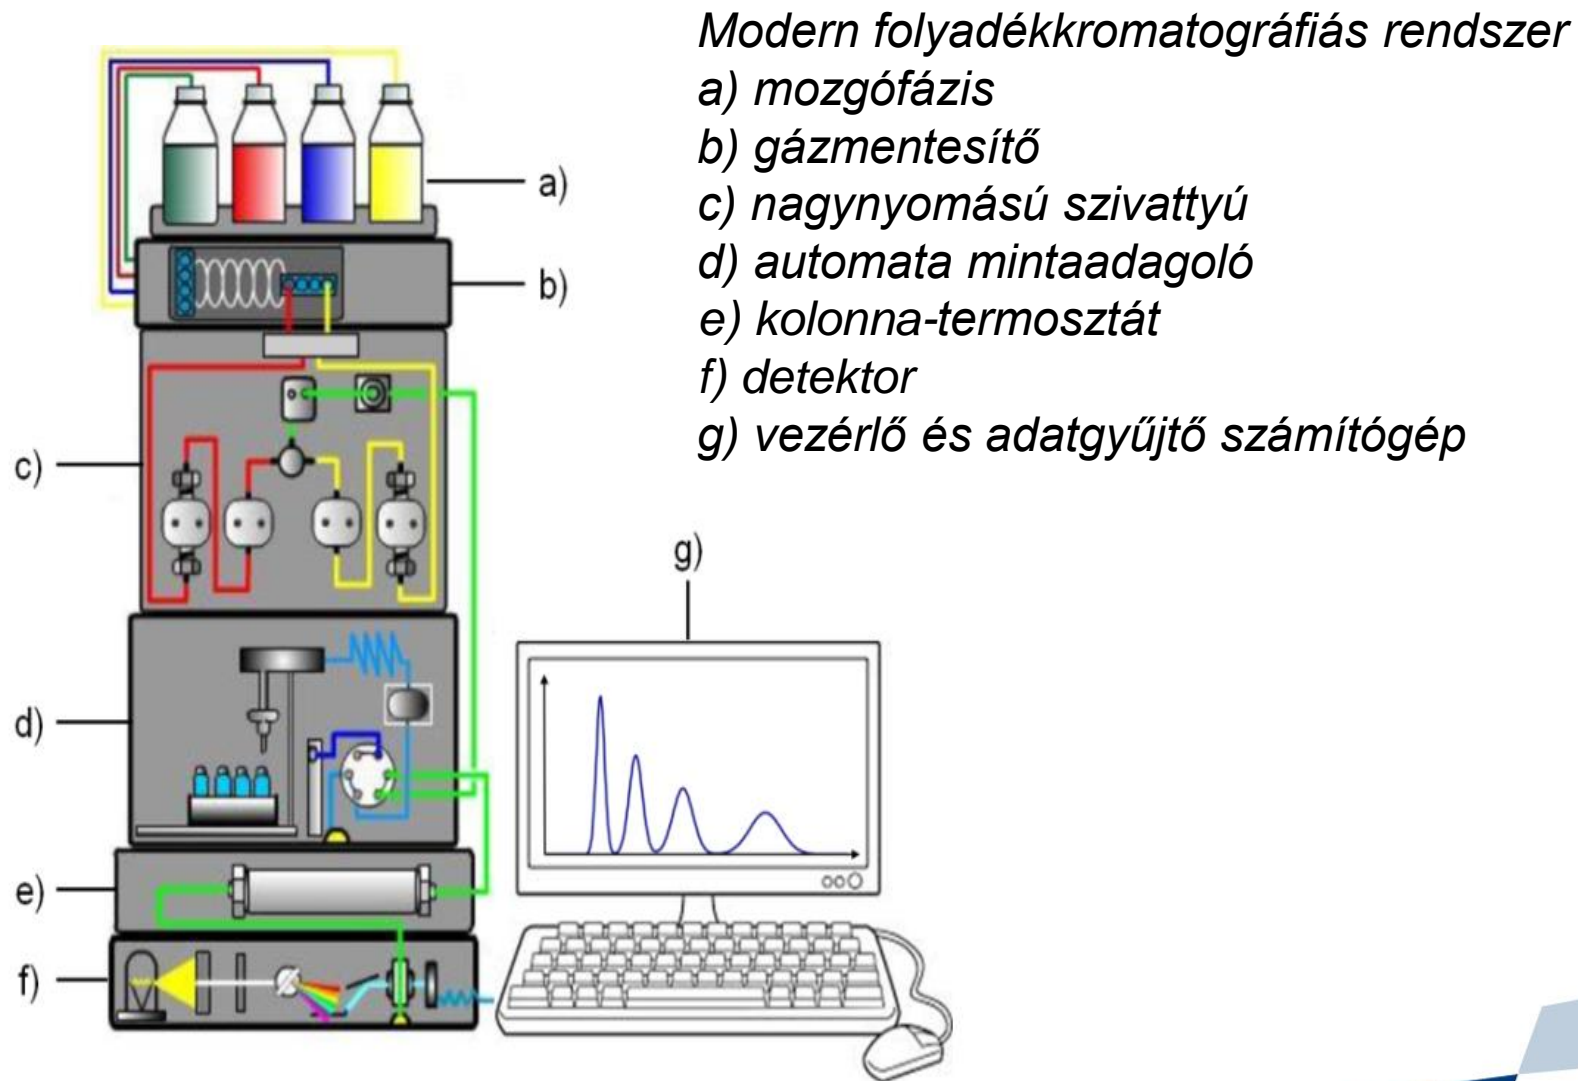 Modern folyadékkromatográfiás rendszer
a) mozgófázis
b) gázmentesítő
c) nagynyomású szivattyú
d) automata mintaadagoló
e) kolonna-termosztát
f) detektor
g) vezérlő és adatgyűjtő számítógép
a)
b)
c)
g)
d)
e)
f)